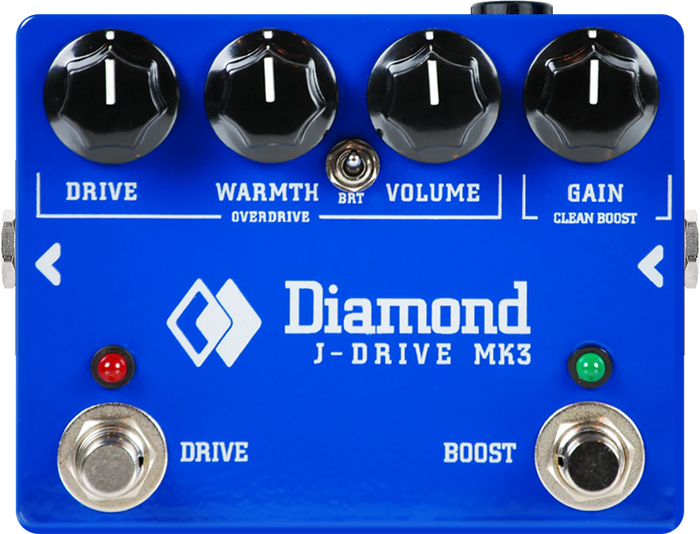 DRIVE WARMTH VOLUME GAIN
BRT
OVERDRIVE CLEAN BOOST
Diamond
J-DRIVE MK3
DRIVE BOOST